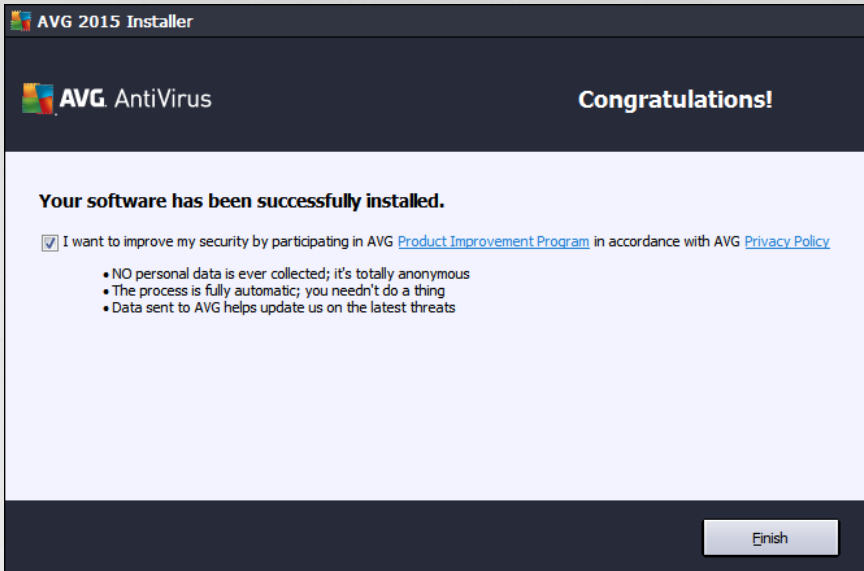 AVG 2015 Installer
AVG. AntiVirus
Congratulations!
Your software has been successfully installed.
I want to improve my security by participating in AVG Product Improvement Program in accordance with AVG Privacy Policy
• NO personal data is ever collected; it's totally anonymous
• The process is fully automatic; you needn't do a thing
• Data sent to AVG helps update us on the latest threats
Finish